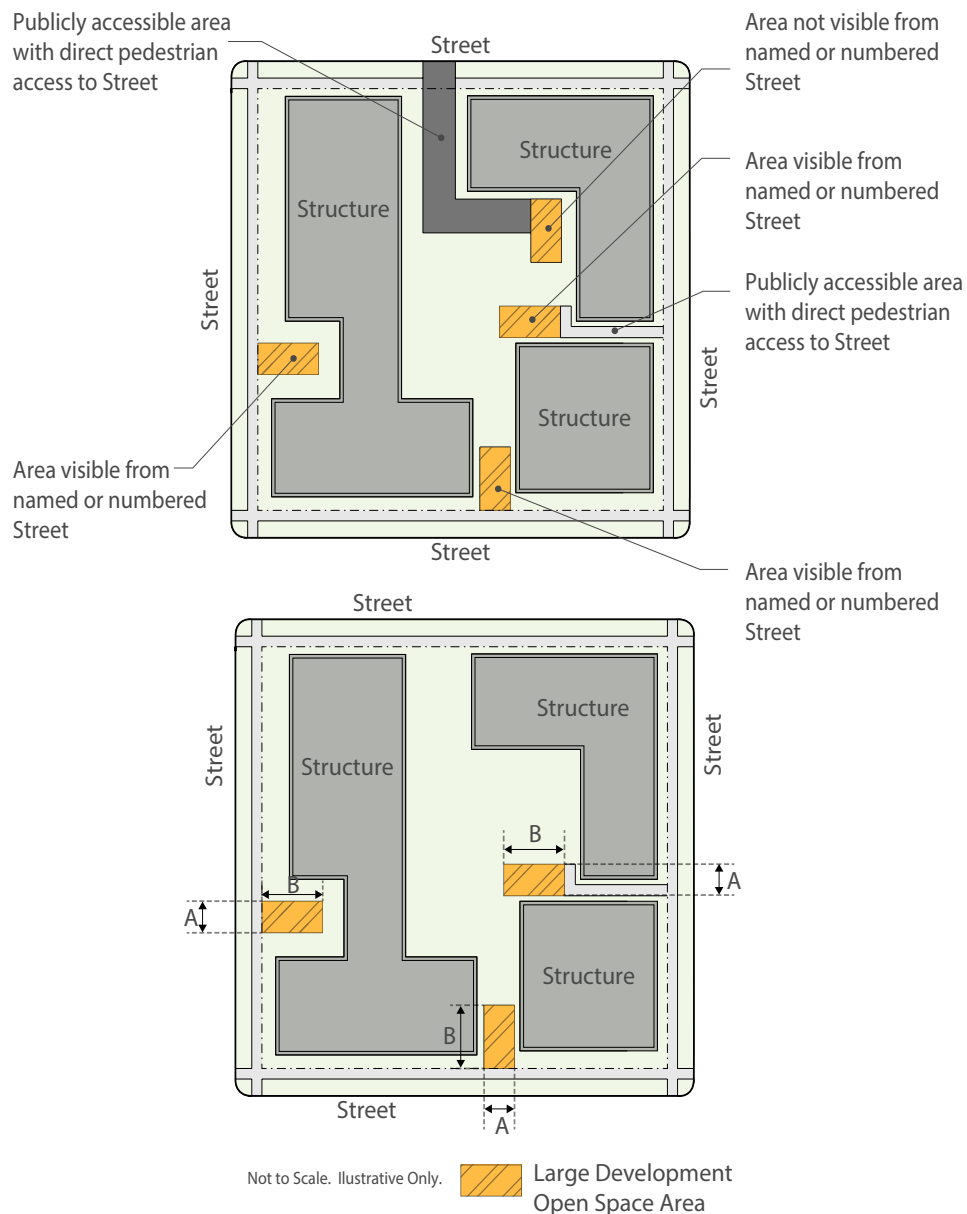 Publicly accessible area
with direct pedestrian
access to Street
Street
Area not visible from
named or numbered
Street
Structure
Area visible from
named or numbered
Street
Structure
Street
Publicly accessible area
with direct pedestrian
access to Street
Street
Structure
Area visible from
named or numbered
Street
Street
Area visible from
named or numbered
Street
Street
Street
Street
Structure
Structure
B
A
B
A
Structure
B
A
Street
Not to Scale. Ilustrative Only.
Large Development
Open Space Area